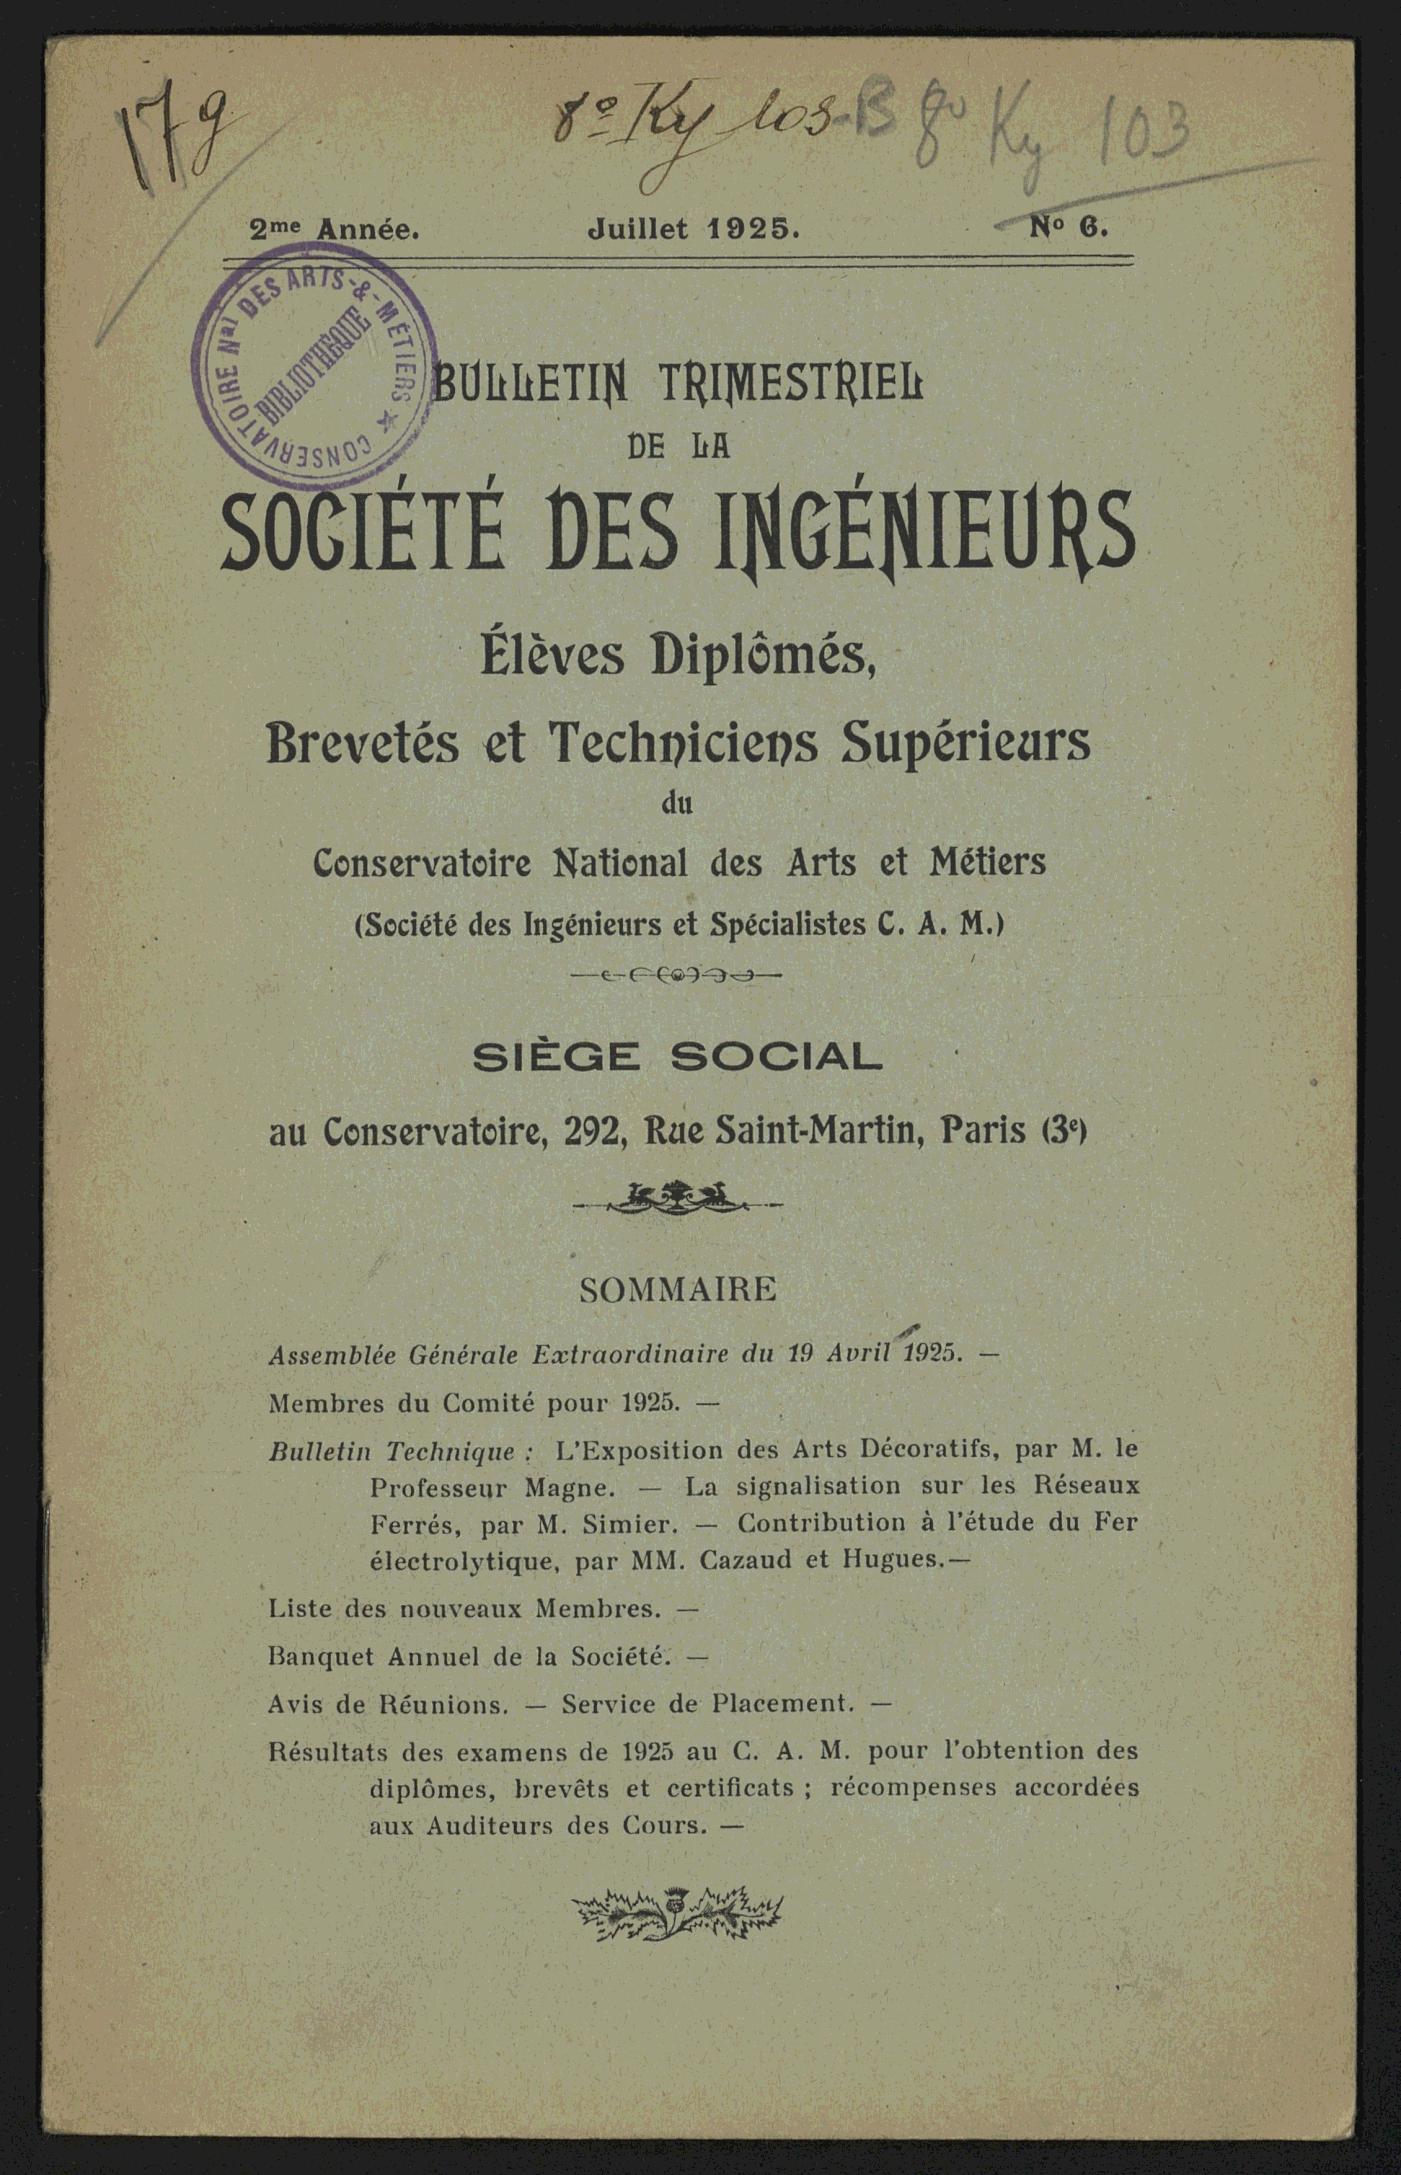 179
8º Ky 103-B 8º Ky 103
2me Année. Juillet 1925. Nº 6.
CONSERVATOIRE Nal DES ARTS-&-MÉTIERS ★
BIBLIOTHÈQUE
BULLETIN TRIMESTRIEL
DE LA
SOCIÉTÉ DES INGÉNIEURS
Élèves Diplômés,
Brevetés et Techniciens Supérieurs
du
Conservatoire National des Arts et Métiers
(Société des Ingénieurs et Spécialistes C. A. M.)
SIÈGE SOCIAL
au Conservatoire, 292, Rue Saint-Martin, Paris (3e)
SOMMAIRE
Assemblée Générale Extraordinaire du 19 Avril 1925. —
Membres du Comité pour 1925. —
Bulletin Technique : L'Exposition des Arts Décoratifs, par M. le
Professeur Magne. — La signalisation sur les Réseaux
Ferrés, par M. Simier. — Contribution à l'étude du Fer
électrolytique, par MM. Cazaud et Hugues.—
Liste des nouveaux Membres. —
Banquet Annuel de la Société. —
Avis de Réunions. — Service de Placement. —
Résultats des examens de 1925 au C. A. M. pour l'obtention des
diplômes, brevêts et certificats ; récompenses accordées
aux Auditeurs des Cours. —